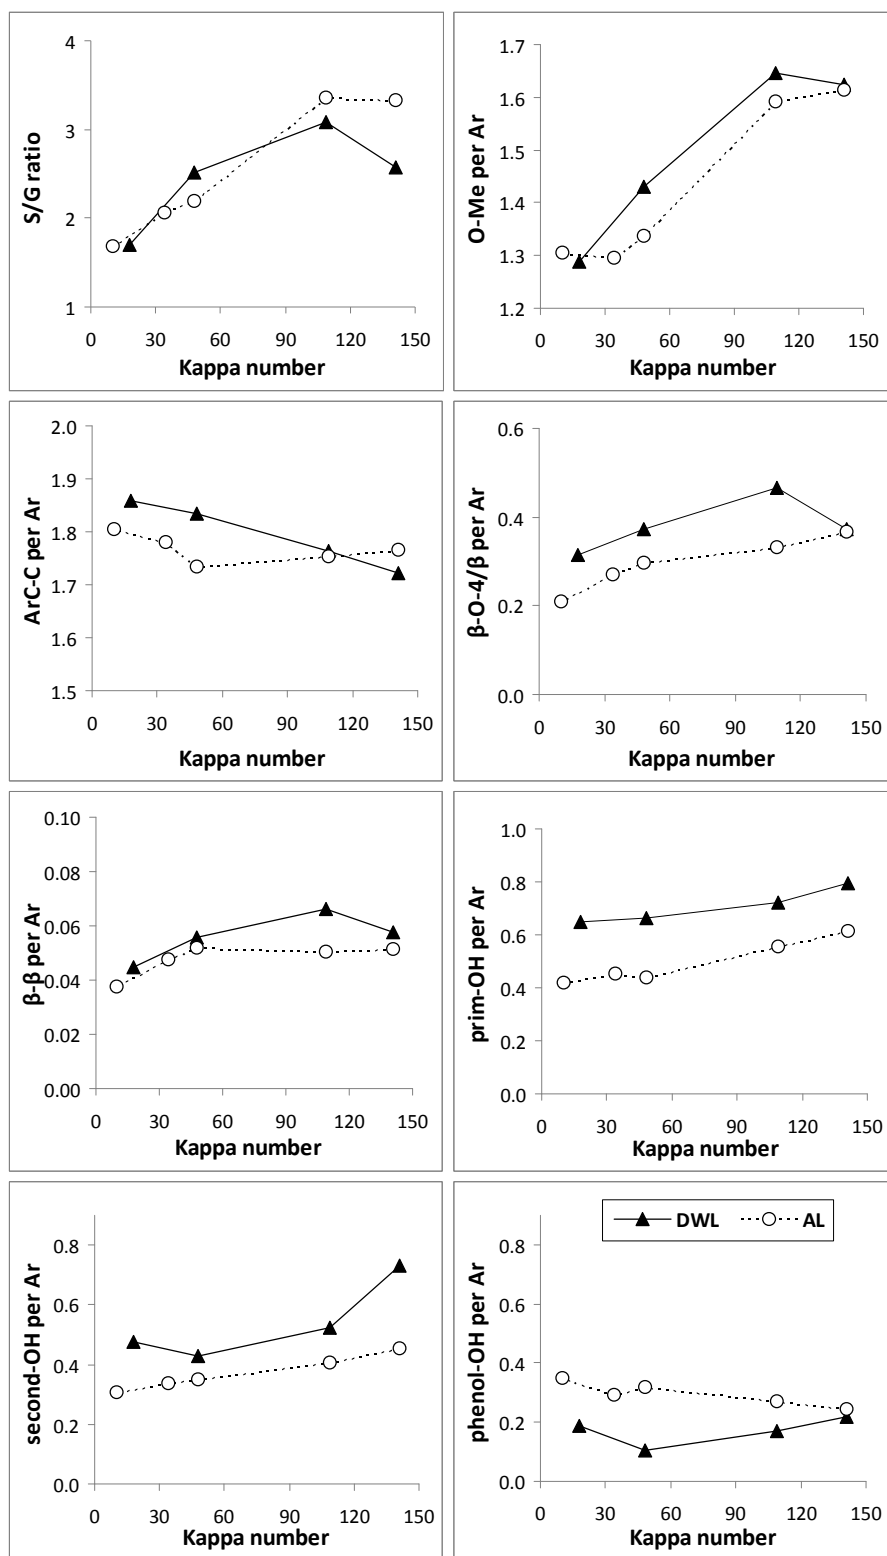 4
3
2
1
S/G ratio
0 30 60 90 120 150
Kappa number
1.7
1.6
1.5
1.4
1.3
1.2
O-Me per Ar
0 30 60 90 120 150
Kappa number
2.0
1.9
1.8
1.7
1.6
1.5
ArC-C per Ar
0 30 60 90 120 150
Kappa number
0.6
0.4
0.2
0.0
β-O-4/β per Ar
0 30 60 90 120 150
Kappa number
0.10
0.08
0.06
0.04
0.02
0.00
β-β per Ar
0 30 60 90 120 150
Kappa number
1.0
0.8
0.6
0.4
0.2
0.0
prim-OH per Ar
0 30 60 90 120 150
Kappa number
0.8
0.6
0.4
0.2
0.0
second-OH per Ar
0 30 60 90 120 150
Kappa number
DWL AL
0.8
0.6
0.4
0.2
0.0
phenol-OH per Ar
0 30 60 90 120 150
Kappa number